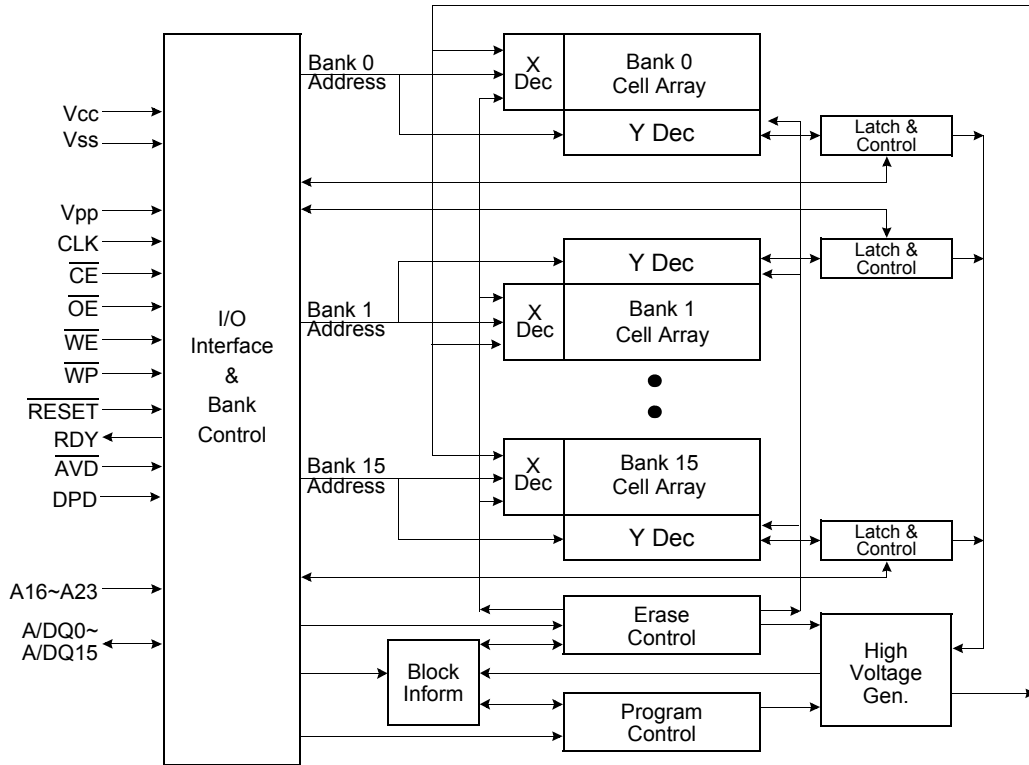 Vcc
Vss
Vpp
CLK
CE
OE
WE
WP
RESET
RDY
AVD
DPD
A16~A23
A/DQ0~
A/DQ15
I/O
Interface
&
Bank
Control
Bank 0
Address
X
Dec
Bank 0
Cell Array
Y Dec
Latch &
Control
Bank 1
Address
Y Dec
X
Dec
Bank 1
Cell Array
Latch &
Control
Bank 15
Address
X
Dec
Bank 15
Cell Array
Y Dec
Latch &
Control
Erase
Control
Block
Inform
Program
Control
High
Voltage
Gen.